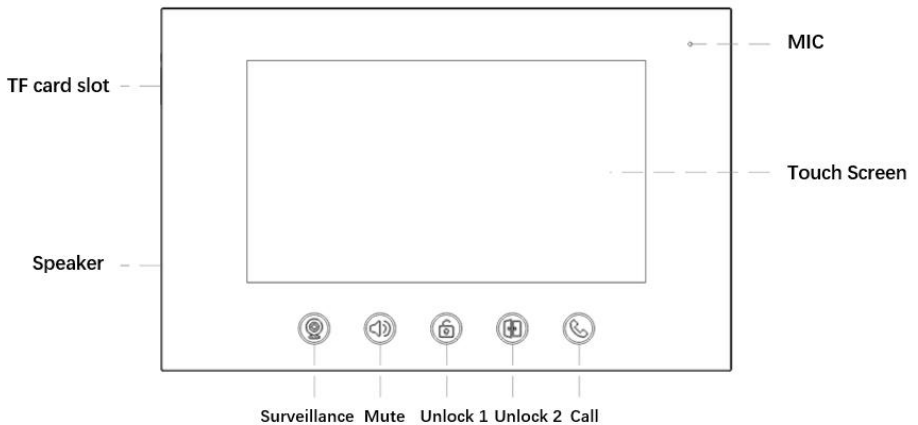 MIC
TF card slot
Touch Screen
Speaker
Surveillance Mute Unlock 1 Unlock 2 Call